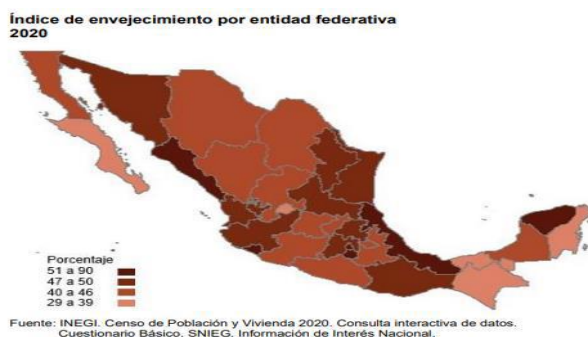 Índice de envejecimiento por entidad federativa
2020
Porcentaje
51 a 90
47 a 50
40 a 46
29 a 39
Fuente: INEGI. Censo de Población y Vivienda 2020. Consulta interactiva de datos.
Cuestionario Básico. SNIEG. Información de Interés Nacional.